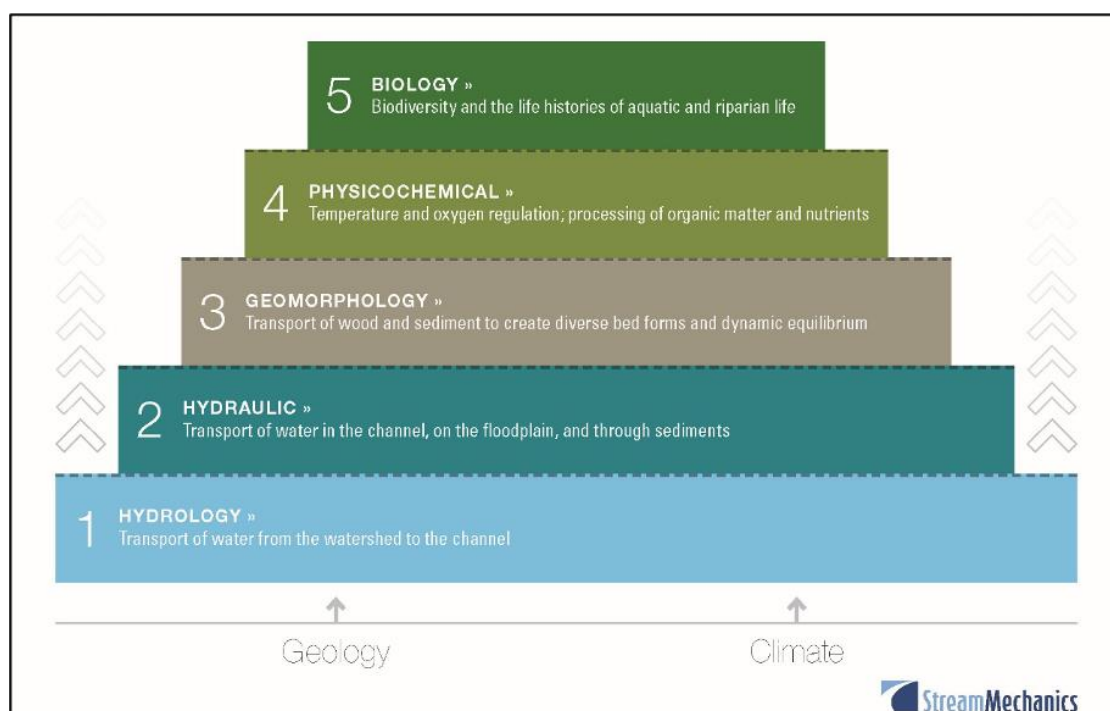 5
BIOLOGY »
Biodiversity and the life histories of aquatic and riparian life
4
PHYSICOCHEMICAL »
Temperature and oxygen regulation; processing of organic matter and nutrients
3
GEOMORPHOLOGY »
Transport of wood and sediment to create diverse bed forms and dynamic equilibrium
2
HYDRAULIC »
Transport of water in the channel, on the floodplain, and through sediments
1
HYDROLOGY »
Transport of water from the watershed to the channel
Geology
Climate
StreamMechanics